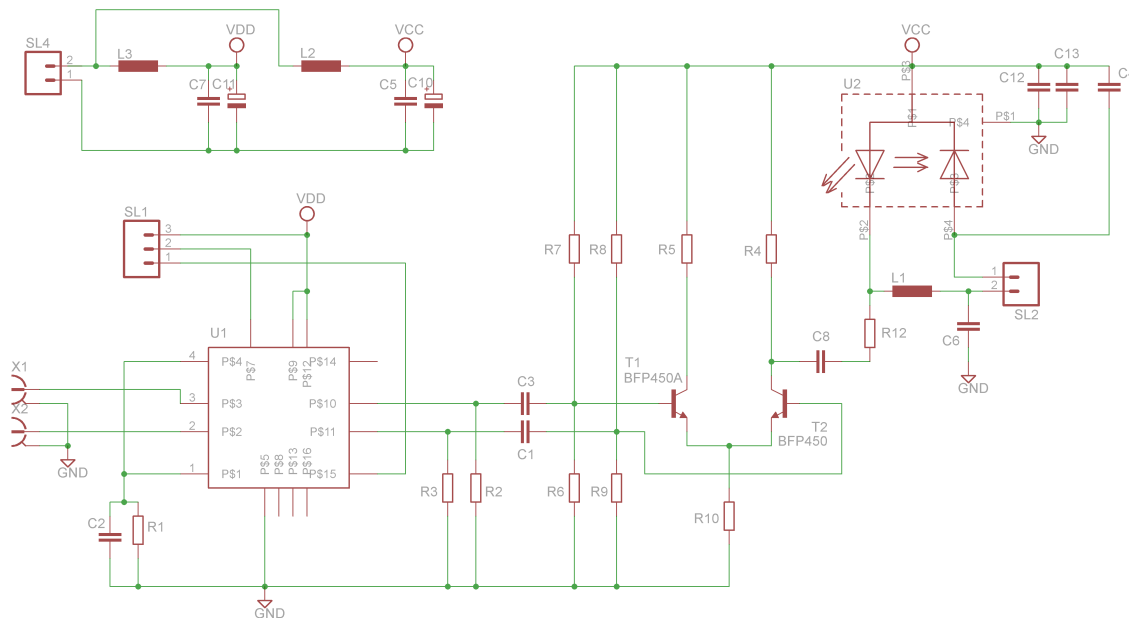 VCC
VDD
VCC
SL4
2
1
L3
L2
C7
C11
C5
C10
P$3
U2
C12
C13
C
P$1
P$4
P$1
GND
P$2
P$4
SL1
3
2
1
VDD
R7
R8
R5
R4
L1
1
2
SL2
U1
C8
R12
C6
GND
X1
X2
4
3
2
1
P$4
P$3
P$2
P$1
P$7
P$9
P$12
P$14
P$10
P$11
P$15
P$5
P$8
P$13
P$16
T1
BFP450A
T2
BFP450
C3
C1
GND
R3
R2
R6
R9
R10
C2
R1
GND